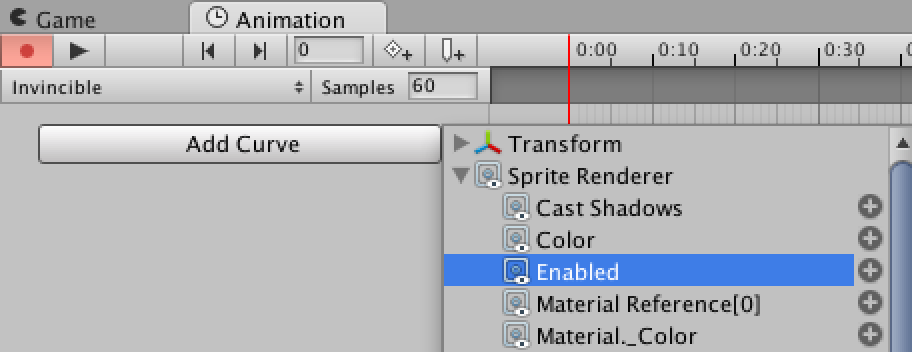 Game Animation
0 0:00 0:10 0:20 0:30
Invincible Samples 60
Add Curve
Transform
Sprite Renderer
Cast Shadows
Color
Enabled
Material Reference[0]
Material._Color